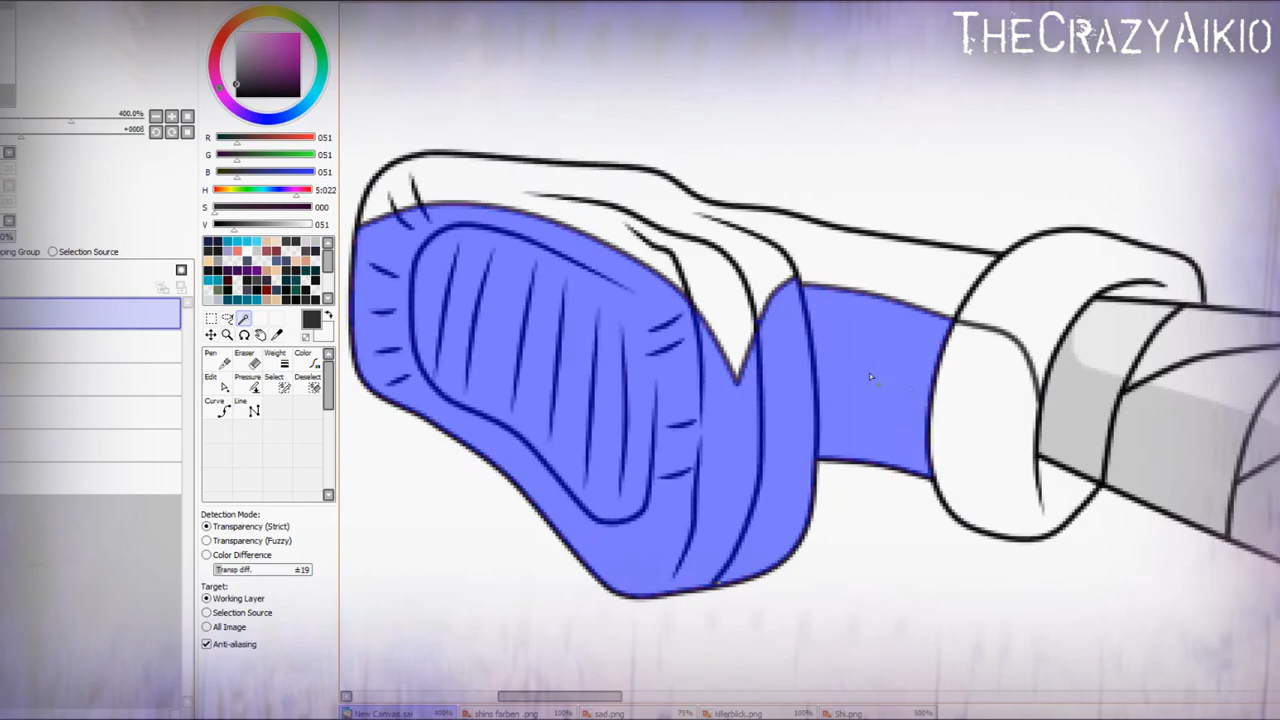 TheCrazyAikio
400.0%
+0008
R 051
G 051
B 051
H 5:022
S 000
V 051
ping Group Selection Source
Pen Eraser Weight Color
Edit Pressure Select Deselect
Curve Line
Detection Mode:
Transparency (Strict)
Transparency (Fuzzy)
Color Difference
Transp diff. ±19
Target:
Working Layer
Selection Source
All Image
Anti-aliasing
New Canvas.sai 400% shins farben .png 100% sad.png 75% killerblick.png 100% Shi.png 500%